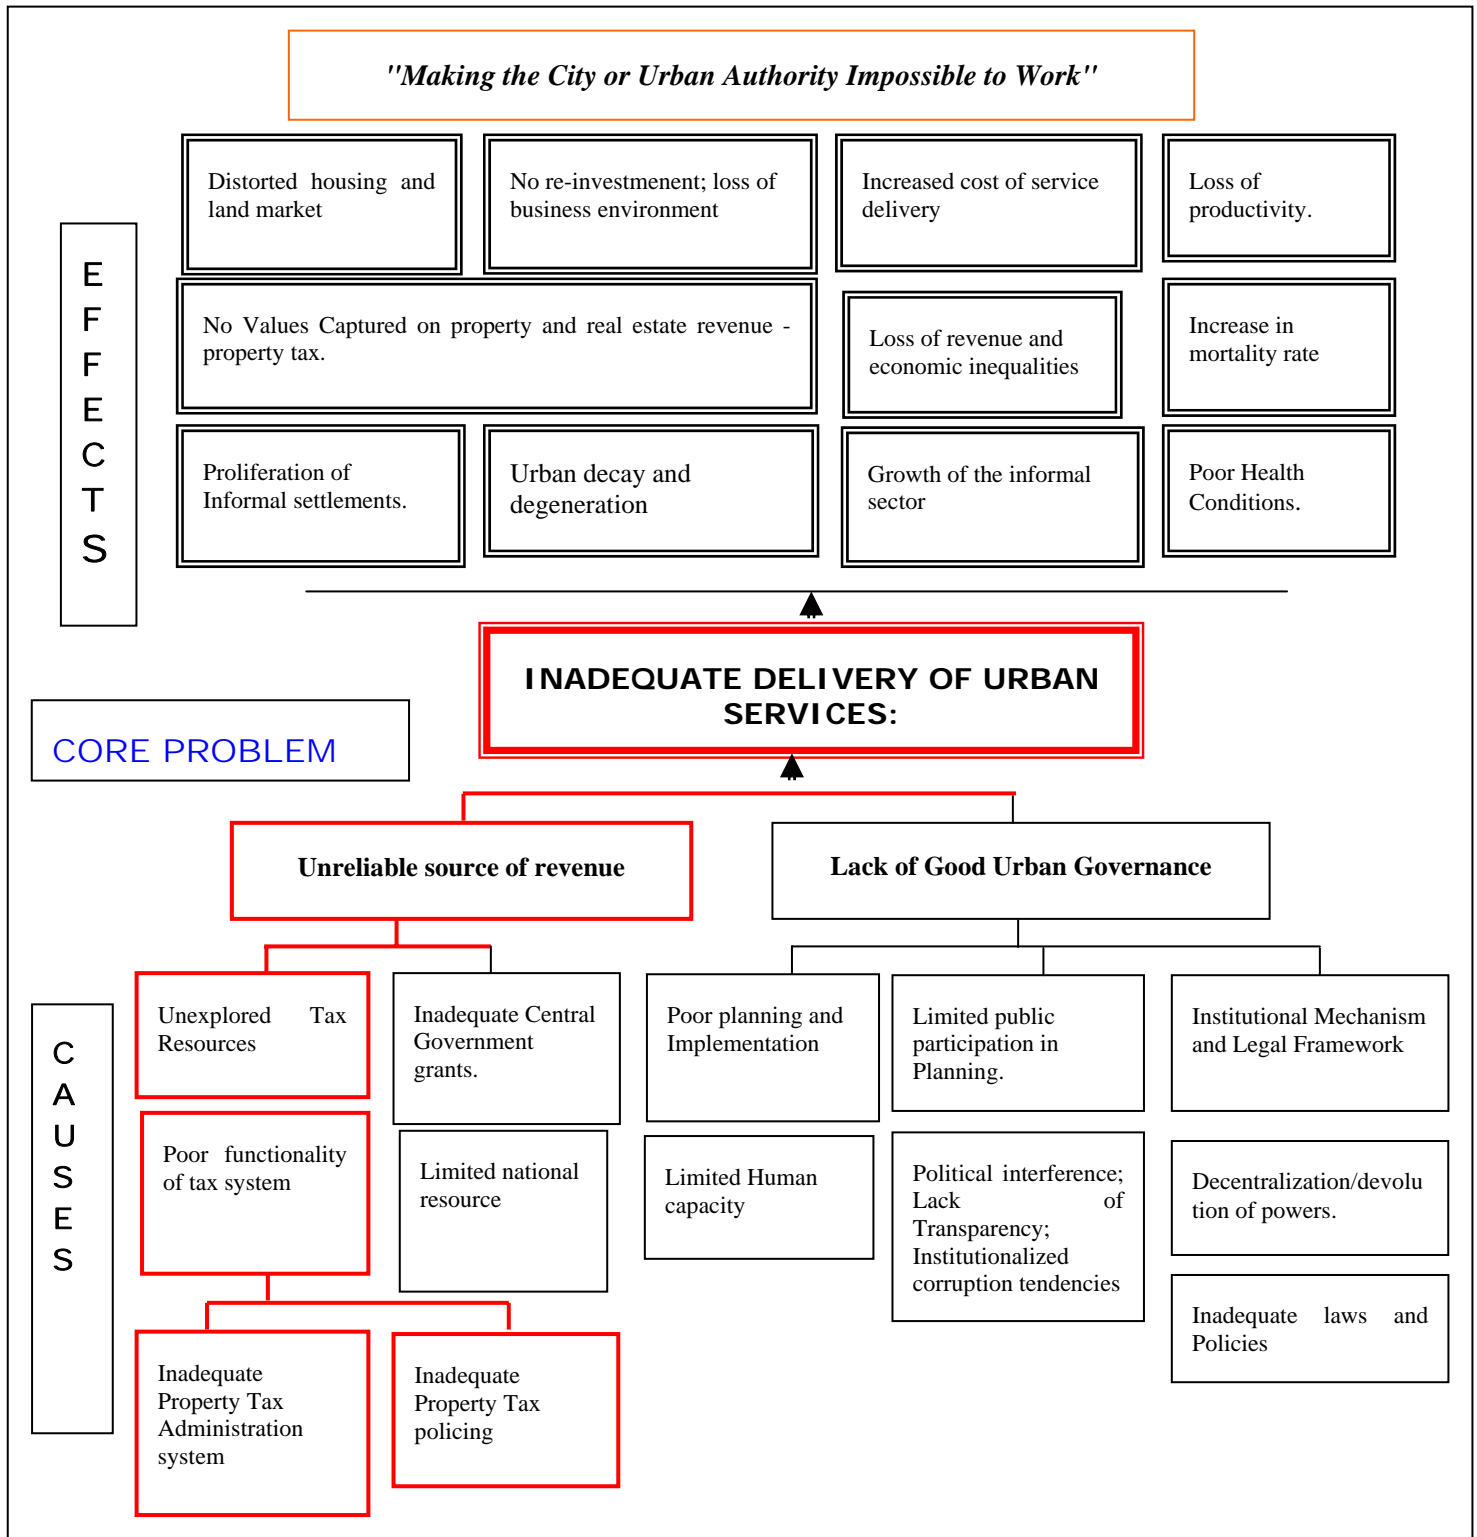 "Making the City or Urban Authority Impossible to Work"
EFFECTS
Distorted housing and
land market
No re-investmenent; loss of
business environment
Increased cost of service
delivery
Loss of
productivity.
No Values Captured on property and real estate revenue -
property tax.
Loss of revenue and
economic inequalities
Increase in
mortality rate
Proliferation of
Informal settlements.
Urban decay and
degeneration
Growth of the informal
sector
Poor Health
Conditions.
INADEQUATE DELIVERY OF URBAN
SERVICES:
CORE PROBLEM
Unreliable source of revenue
Lack of Good Urban Governance
CAUSES
Unexplored Tax
Resources
Inadequate Central
Government
grants.
Poor planning and
Implementation
Limited public
participation in
Planning.
Institutional Mechanism
and Legal Framework
Poor functionality
of tax system
Limited national
resource
Limited Human
capacity
Political interference;
Lack of
Transparency;
Institutionalized
corruption tendencies
Decentralization/devolu
tion of powers.
Inadequate laws and
Policies
Inadequate
Property Tax
Administration
system
Inadequate
Property Tax
policing